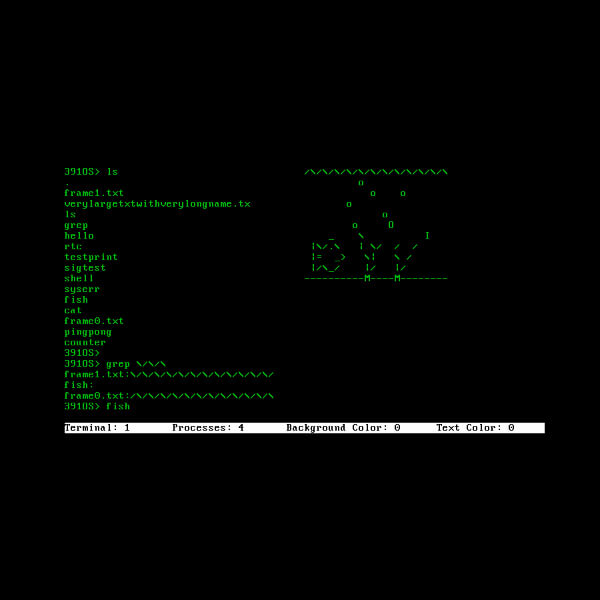 391OS> ls
.
frame1.txt
verylargetxtwithverylongname.tx
ls
grep
hello
rtc
testprint
sigtest
shell
syserr
fish
cat
frame0.txt
pingpong
counter
391OS>
391OS> grep \/\/\
frame1.txt:\/\/\/\/\/\/\/\/\/\/\/\/
fish:
frame0.txt:/\/\/\/\/\/\/\/\/\/\/\/\
391OS> fish
/\/\/\/\/\/\/\/\/\/\/\/\
o
o    o
o
o
o     O
_    \          I
¦\/.\   ¦ \/  /  /
¦=  _>   \¦   \ /
¦/\_/    ¦/   ¦/
----------M----M--------
Terminal: 1       Processes: 4       Background Color: 0      Text Color: 0